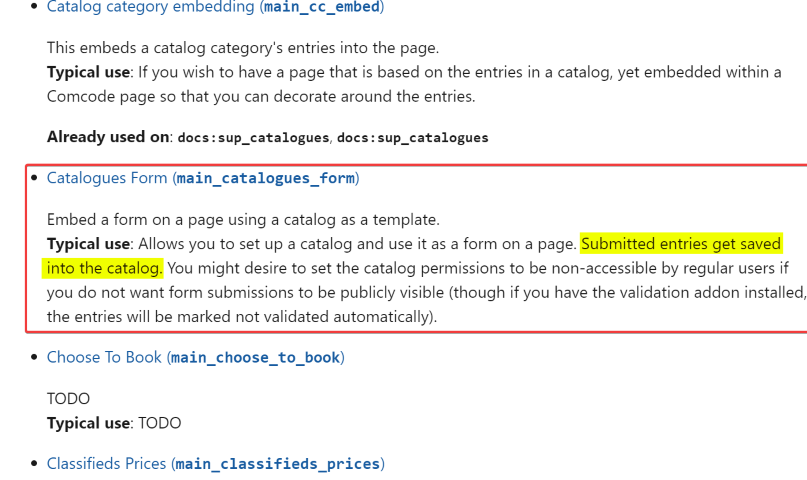 Catalog category embedding (main_cc_embed)
This embeds a catalog category's entries into the page.
Typical use: If you wish to have a page that is based on the entries in a catalog, yet embedded within a
Comcode page so that you can decorate around the entries.
Already used on: docs:sup_catalogues, docs:sup_catalogues
Catalogues Form (main_catalogues_form)
Embed a form on a page using a catalog as a template.
Typical use: Allows you to set up a catalog and use it as a form on a page. Submitted entries get saved
into the catalog. You might desire to set the catalog permissions to be non-accessible by regular users if
you do not want form submissions to be publicly visible (though if you have the validation addon installed,
the entries will be marked not validated automatically).
Choose To Book (main_choose_to_book)
TODO
Typical use: TODO
Classifieds Prices (main_classifieds_prices)